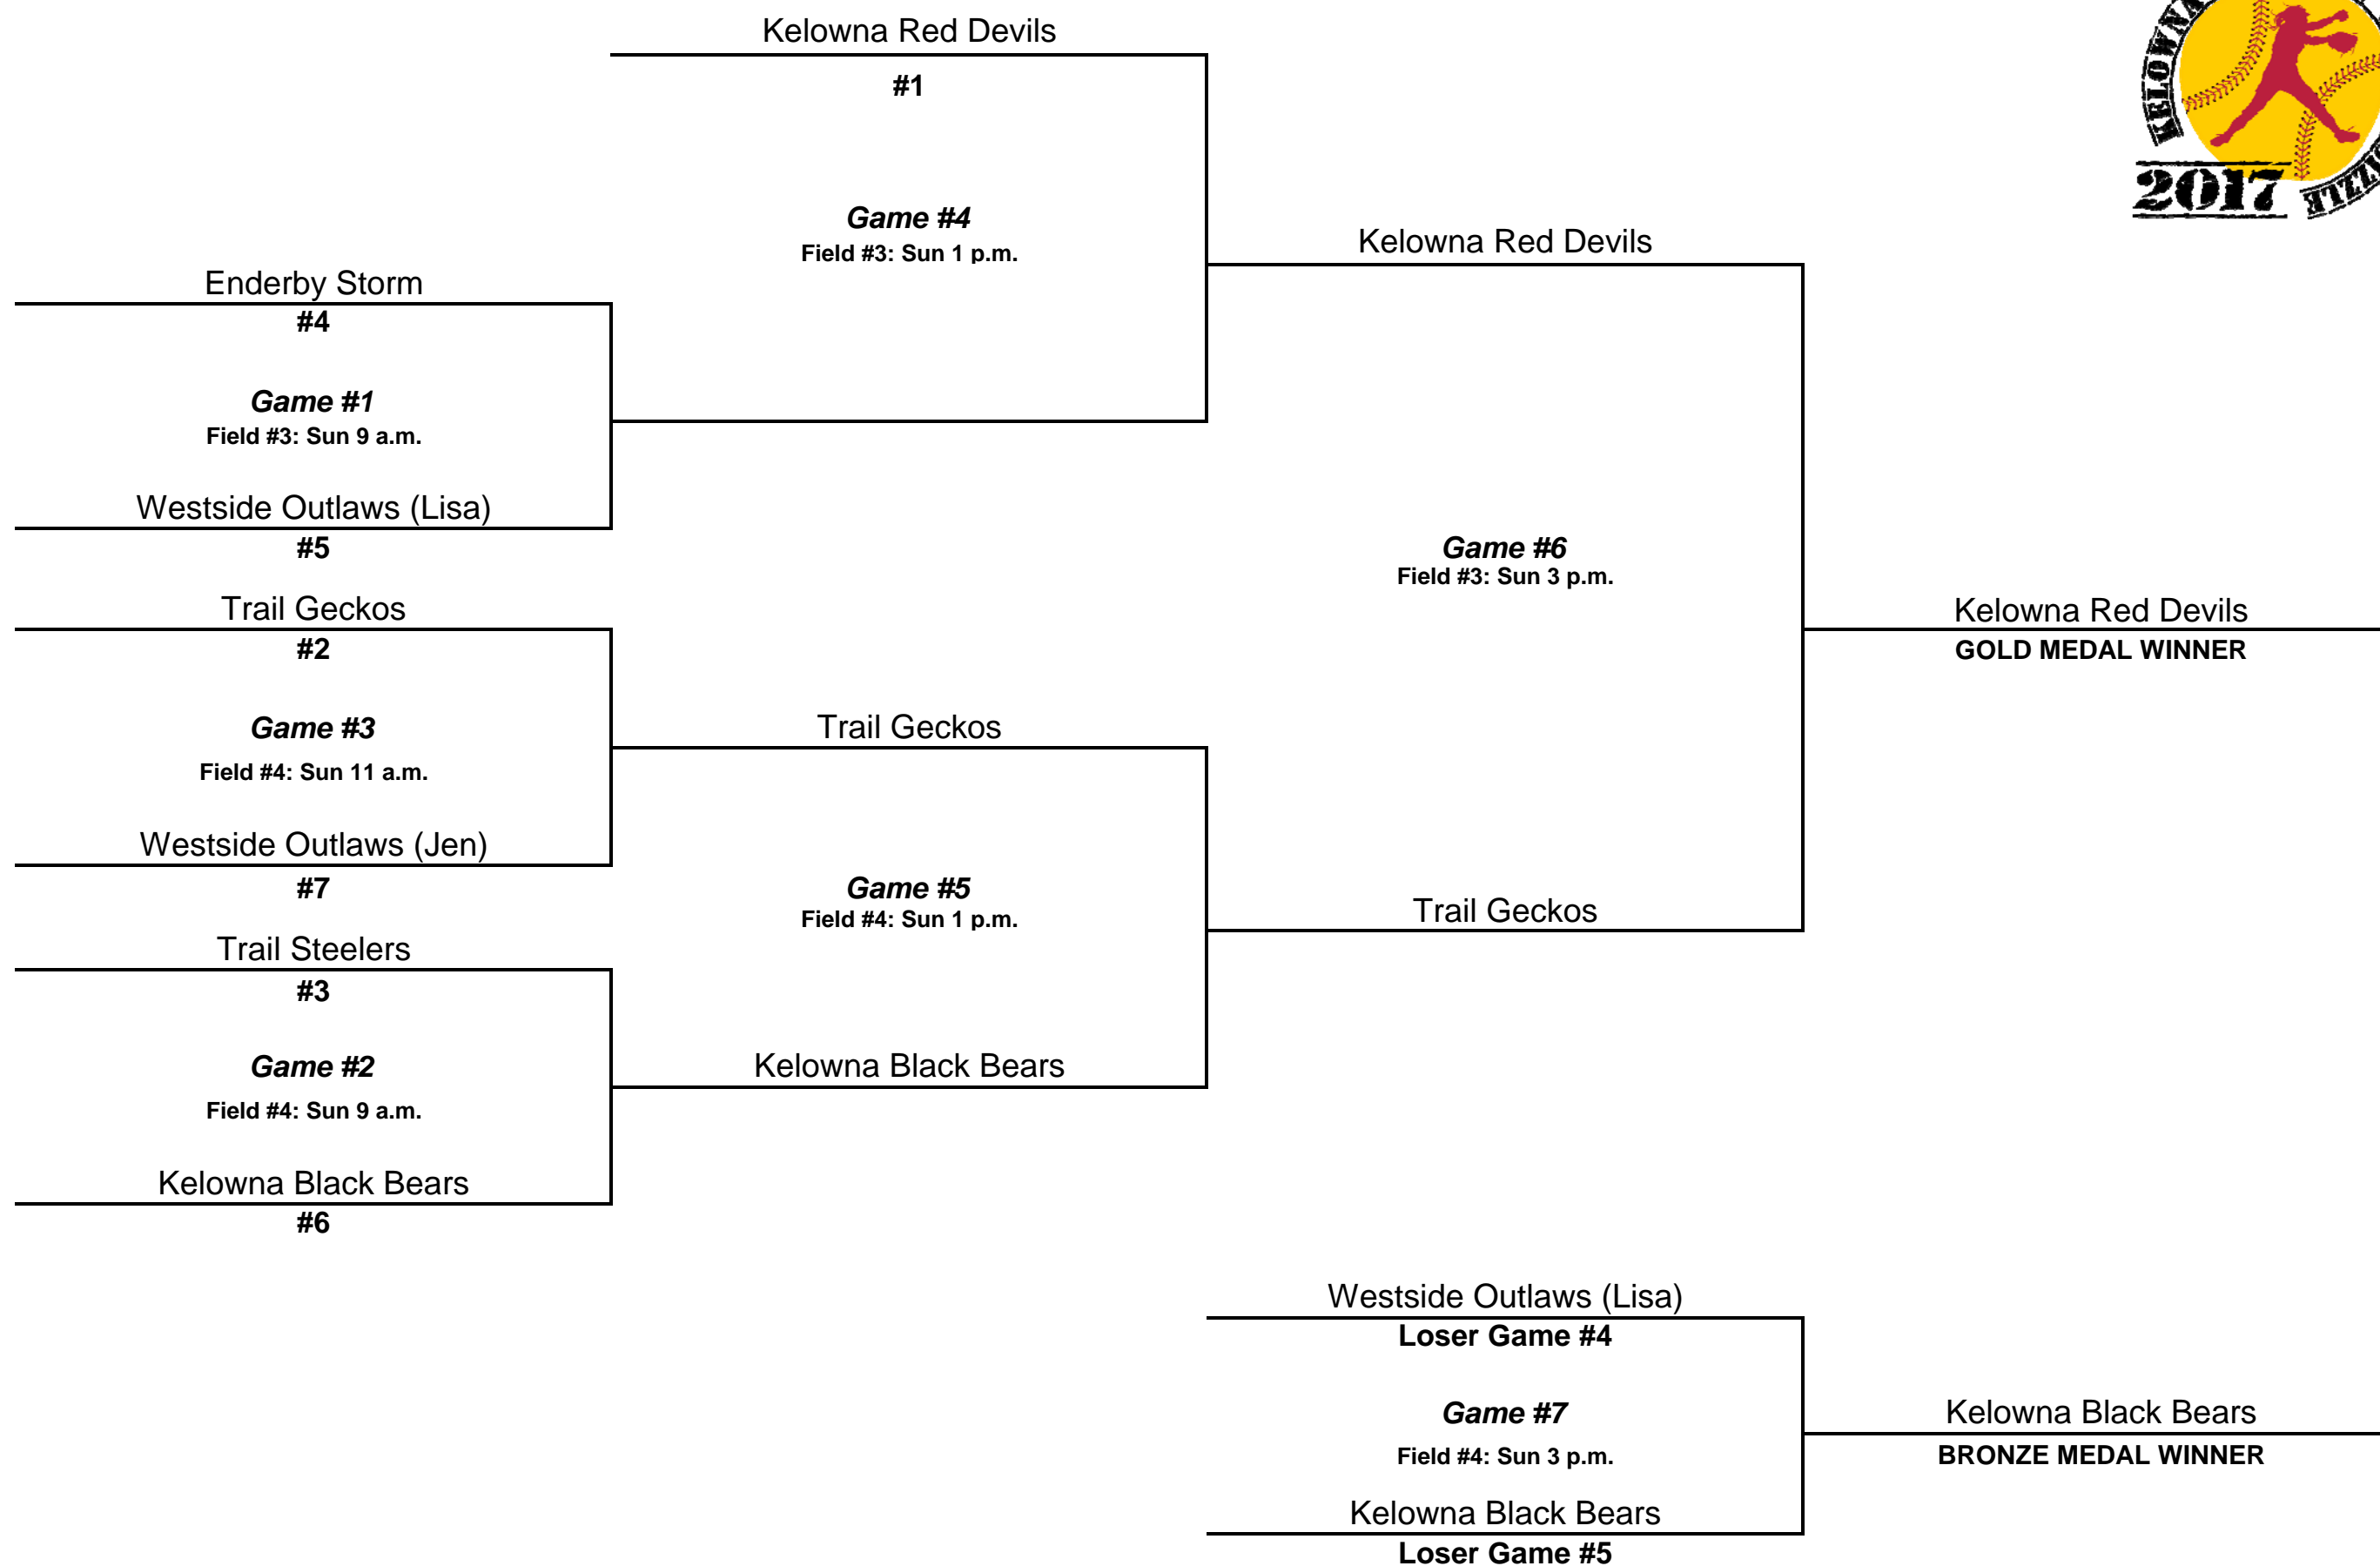 Kelowna Red Devils
#1
KELOWNA
2017
Game #4
Field #3: Sun 1 p.m.
Kelowna Red Devils
Enderby Storm
#4
Game #1
Field #3: Sun 9 a.m.
Westside Outlaws (Lisa)
#5
Game #6
Field #3: Sun 3 p.m.
Trail Geckos
#2
Kelowna Red Devils
GOLD MEDAL WINNER
Game #3
Field #4: Sun 11 a.m.
Trail Geckos
Westside Outlaws (Jen)
#7
Game #5
Field #4: Sun 1 p.m.
Trail Geckos
Trail Steelers
#3
Game #2
Field #4: Sun 9 a.m.
Kelowna Black Bears
Kelowna Black Bears
#6
Westside Outlaws (Lisa)
Loser Game #4
Game #7
Field #4: Sun 3 p.m.
Kelowna Black Bears
BRONZE MEDAL WINNER
Kelowna Black Bears
Loser Game #5